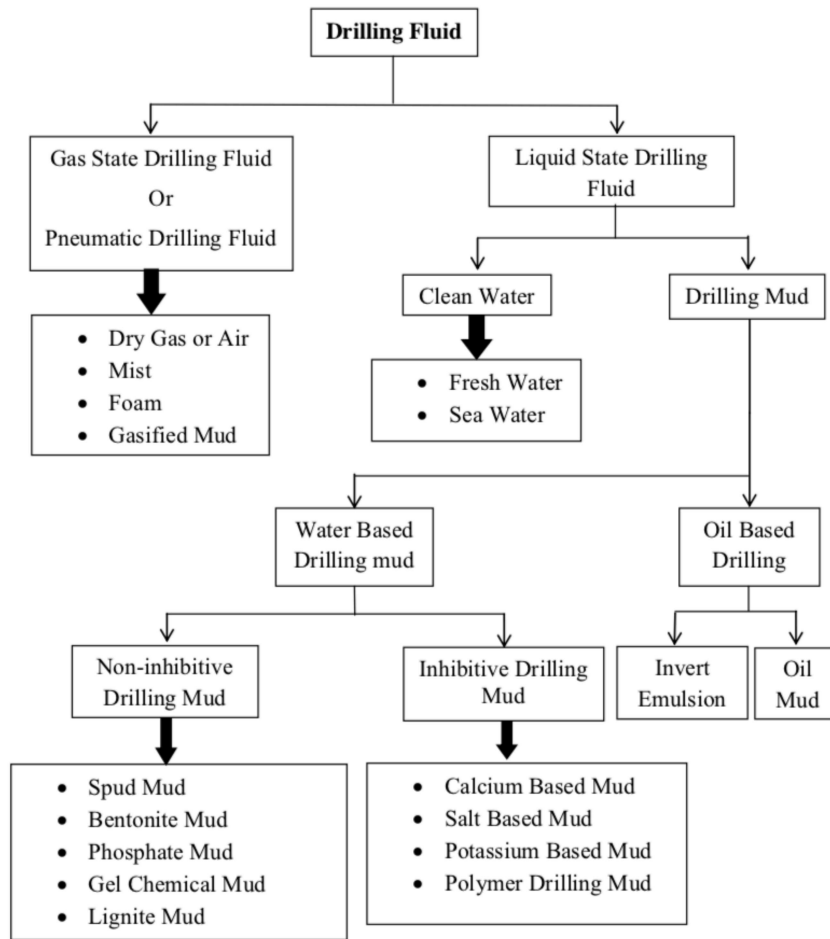 Drilling Fluid
Gas State Drilling Fluid
Or
Pneumatic Drilling Fluid
Liquid State Drilling
Fluid
Clean Water
Drilling Mud
• Dry Gas or Air
• Mist
• Foam
• Gasified Mud
• Fresh Water
• Sea Water
Water Based
Drilling mud
Oil Based
Drilling
Non-inhibitive
Drilling Mud
Inhibitive Drilling
Mud
Invert
Emulsion
Oil
Mud
• Spud Mud
• Bentonite Mud
• Phosphate Mud
• Gel Chemical Mud
• Lignite Mud
• Calcium Based Mud
• Salt Based Mud
• Potassium Based Mud
• Polymer Drilling Mud